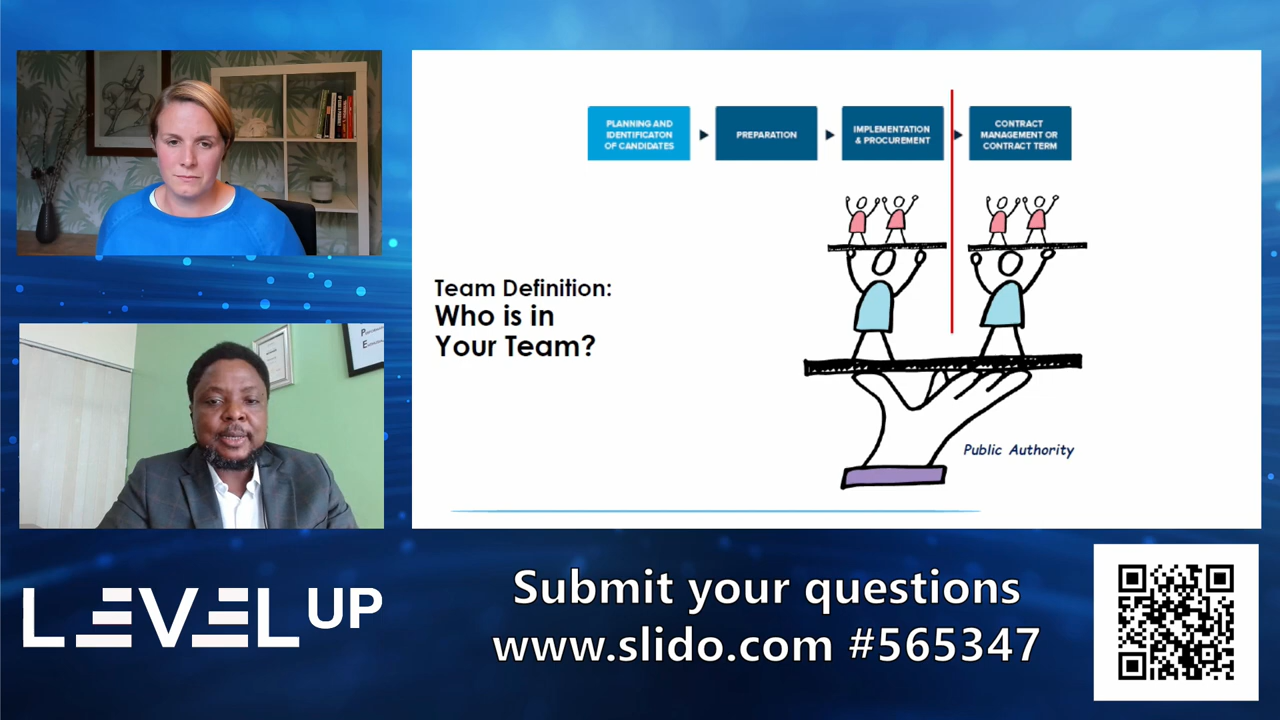 PLANNING AND
IDENTIFICATON
OF CANDIDATES
PREPARATION
IMPLEMENTATION
& PROCUREMENT
CONTRACT
MANAGEMENT OR
CONTRACT TERM
Team Definition:
Who is in
Your Team?
Public Authority
LEVEL UP
Submit your questions
www.slido.com #565347